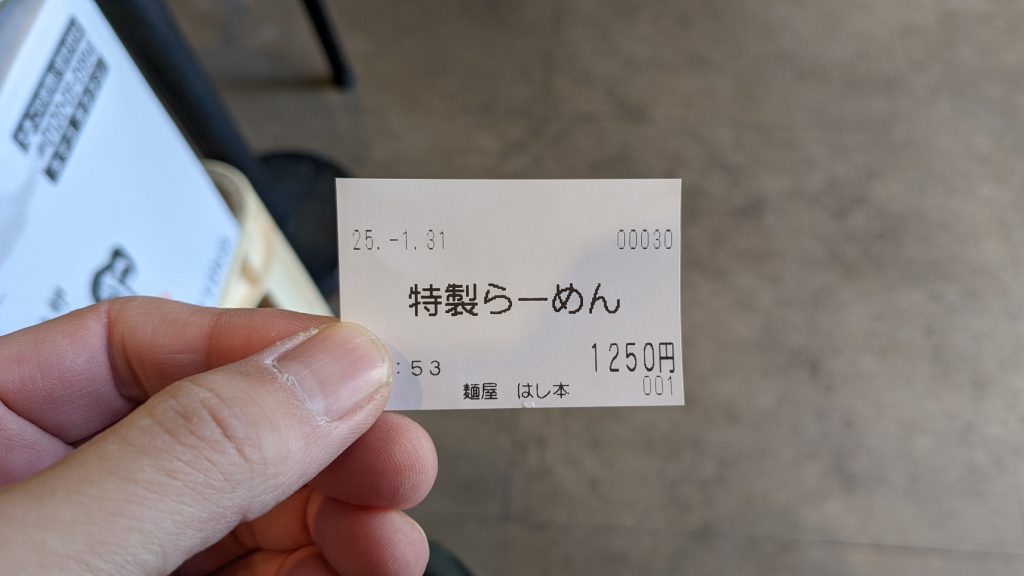 25.-1.31 00030
特製らーめん
:53 1250円
麺屋 はし本 001